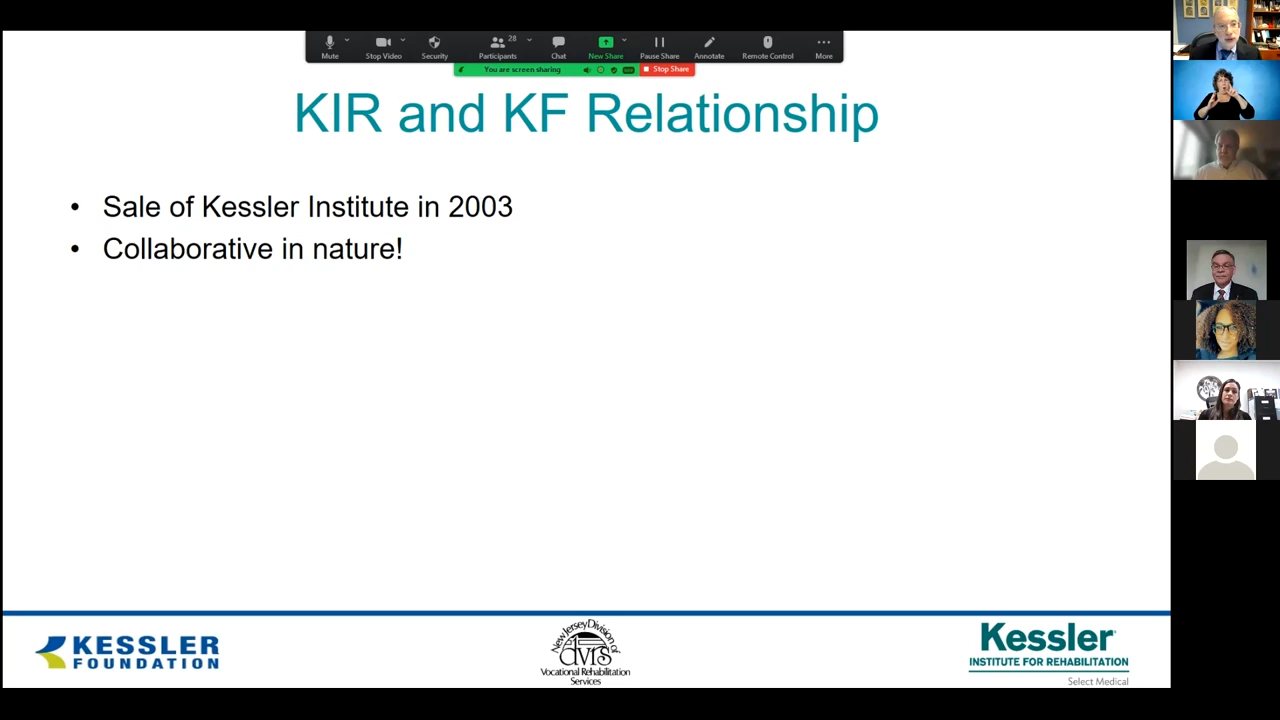 28
Mute
Stop Video
Security
Participants
Chat
New Share
Pause Share
Annotate
Remote Control
More
You are screen sharing
Stop Share
KIR and KF Relationship
• Sale of Kessler Institute in 2003
• Collaborative in nature!
KESSLER
FOUNDATION
New Jersey Division of
dvrs
Vocational Rehabilitation
Services
Kessler
INSTITUTE FOR REHABILITATION
Select Medical